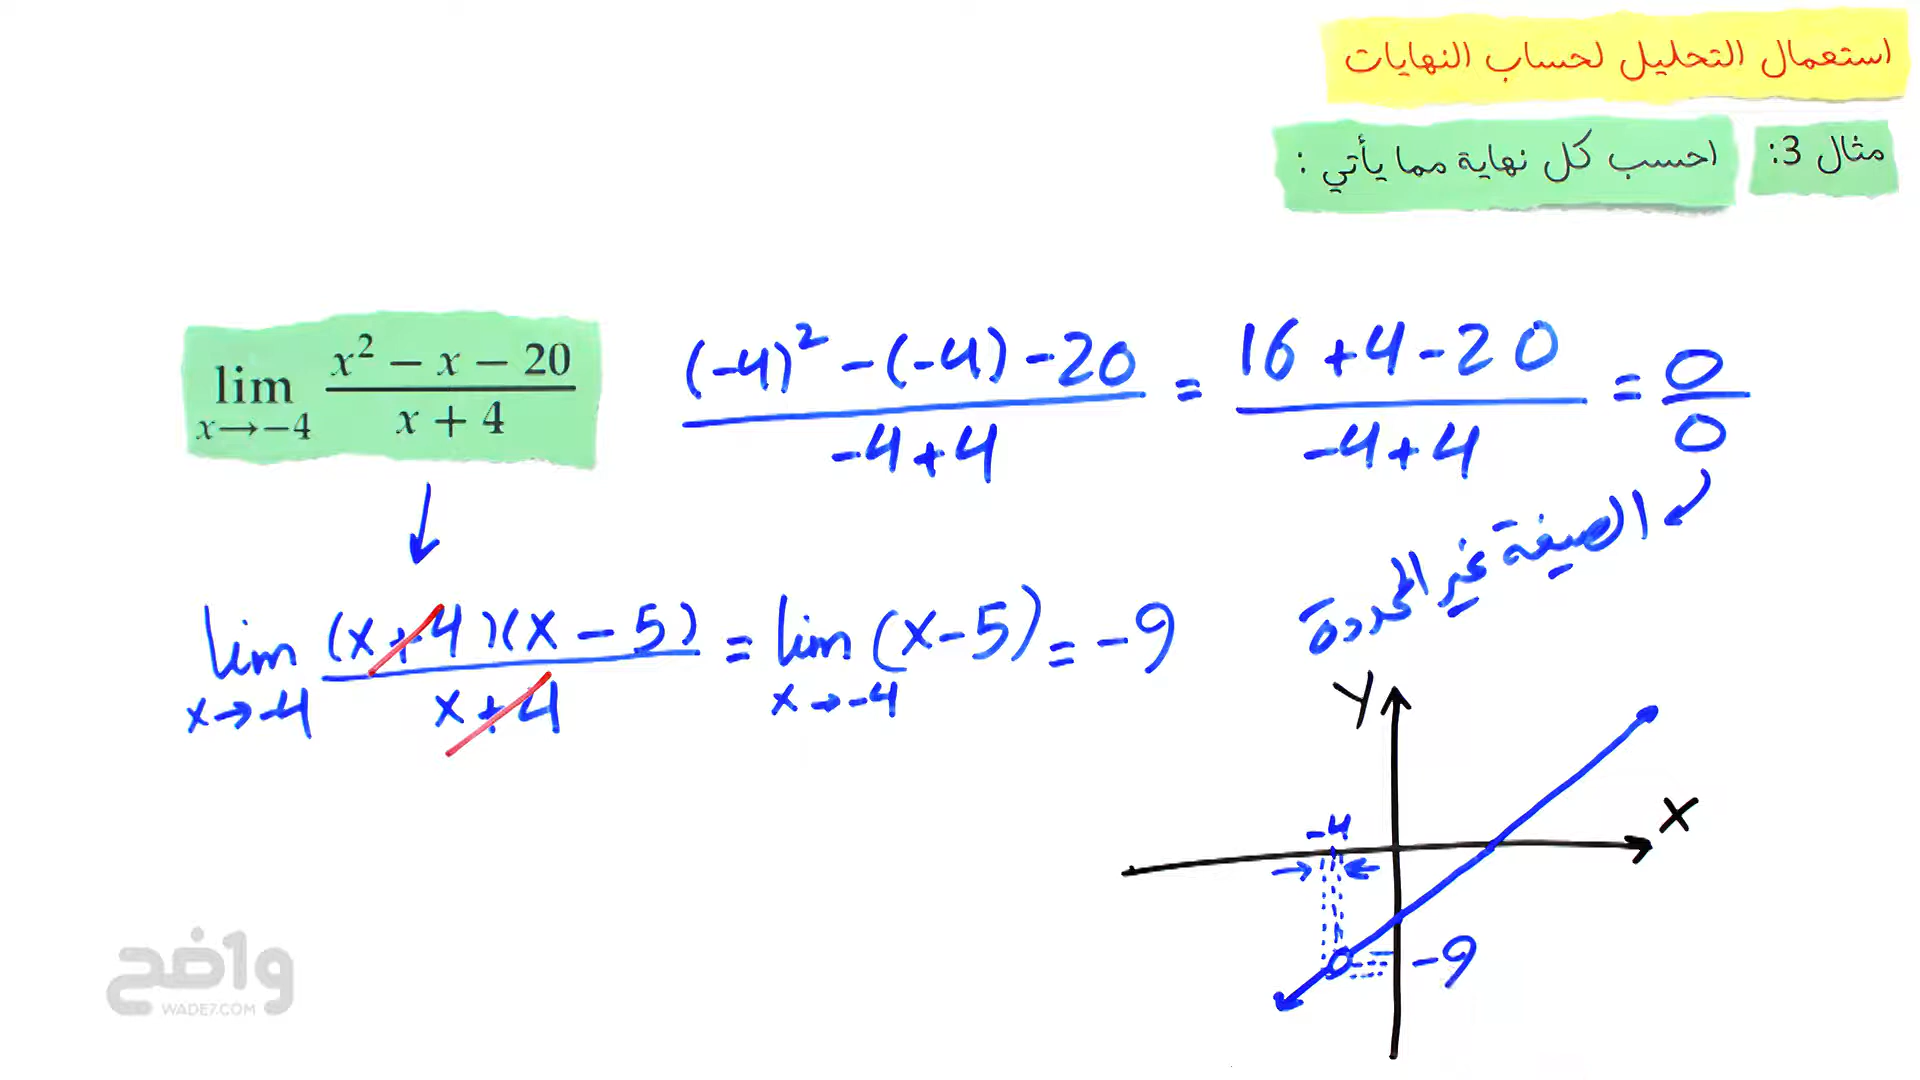 استعمال التحليل لحساب النهايات
مثال 3: احسب كل نهاية مما يأتي :
lim x→-4 (x² − x − 20)/(x + 4)
((-4)² -(-4) -20)/(-4+4) = (16 +4-20)/(-4+4) = 0/0
الصيغة غير المحددة
lim x→-4 ((x+4)(x-5))/(x+4) = lim x→-4 (x-5) = -9
Y
X
-4
-9
واضح
WADE7.COM